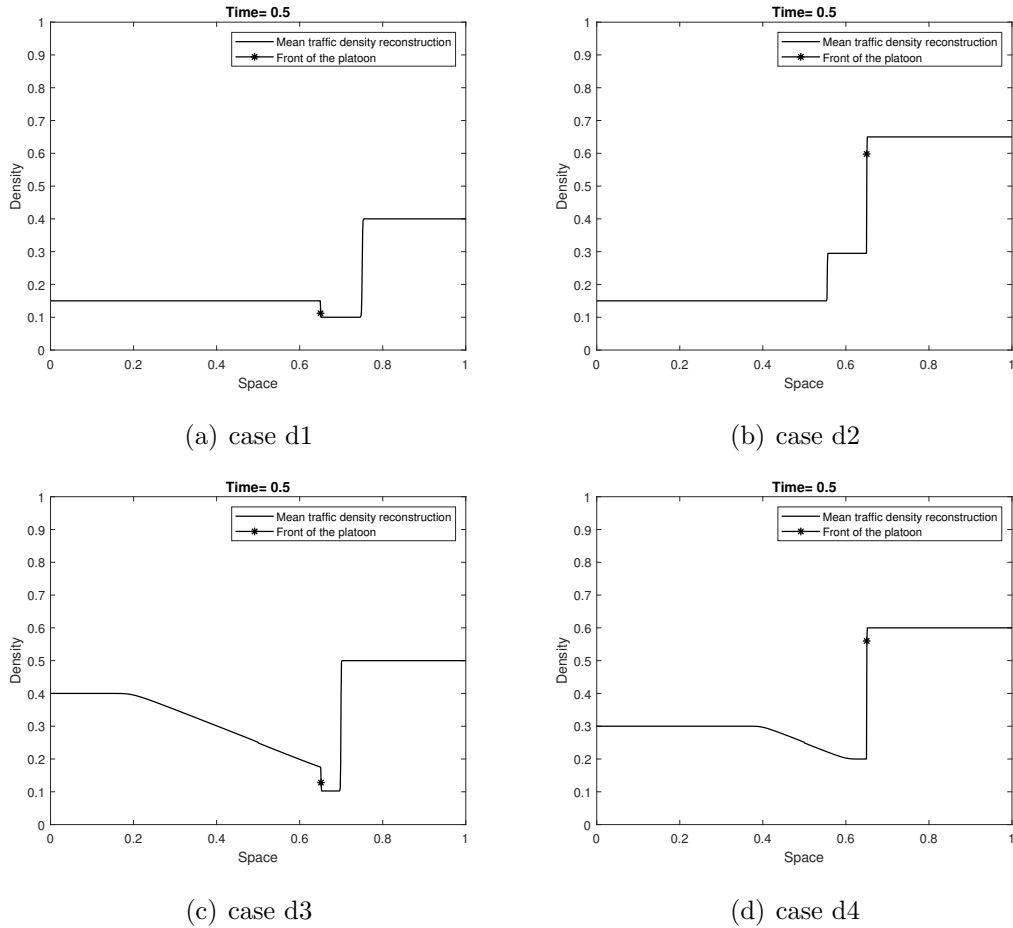 Time= 0.5
Mean traffic density reconstruction
Front of the platoon
Density
1
0.9
0.8
0.7
0.6
0.5
0.4
0.3
0.2
0.1
0
0 0.2 0.4 0.6 0.8 1
Space
(a) case d1
Time= 0.5
Mean traffic density reconstruction
Front of the platoon
Density
1
0.9
0.8
0.7
0.6
0.5
0.4
0.3
0.2
0.1
0
0 0.2 0.4 0.6 0.8 1
Space
(b) case d2
Time= 0.5
Mean traffic density reconstruction
Front of the platoon
Density
1
0.9
0.8
0.7
0.6
0.5
0.4
0.3
0.2
0.1
0
0 0.2 0.4 0.6 0.8 1
Space
(c) case d3
Time= 0.5
Mean traffic density reconstruction
Front of the platoon
Density
1
0.9
0.8
0.7
0.6
0.5
0.4
0.3
0.2
0.1
0
0 0.2 0.4 0.6 0.8 1
Space
(d) case d4